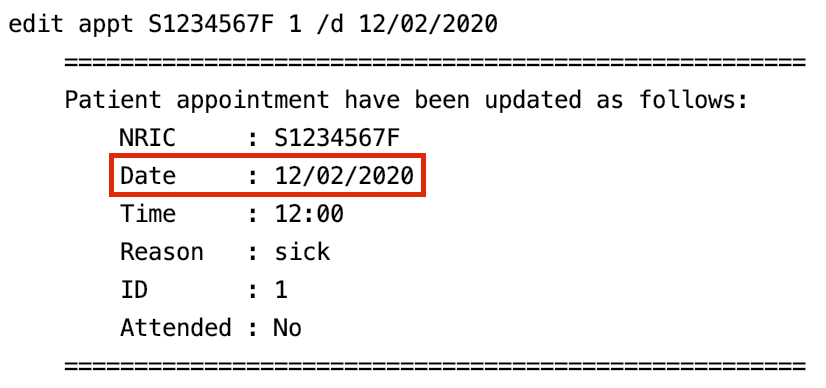 edit appt S1234567F 1 /d 12/02/2020
=====================================================
Patient appointment have been updated as follows:
NRIC     : S1234567F
Date     : 12/02/2020
Time     : 12:00
Reason   : sick
ID       : 1
Attended : No
=====================================================